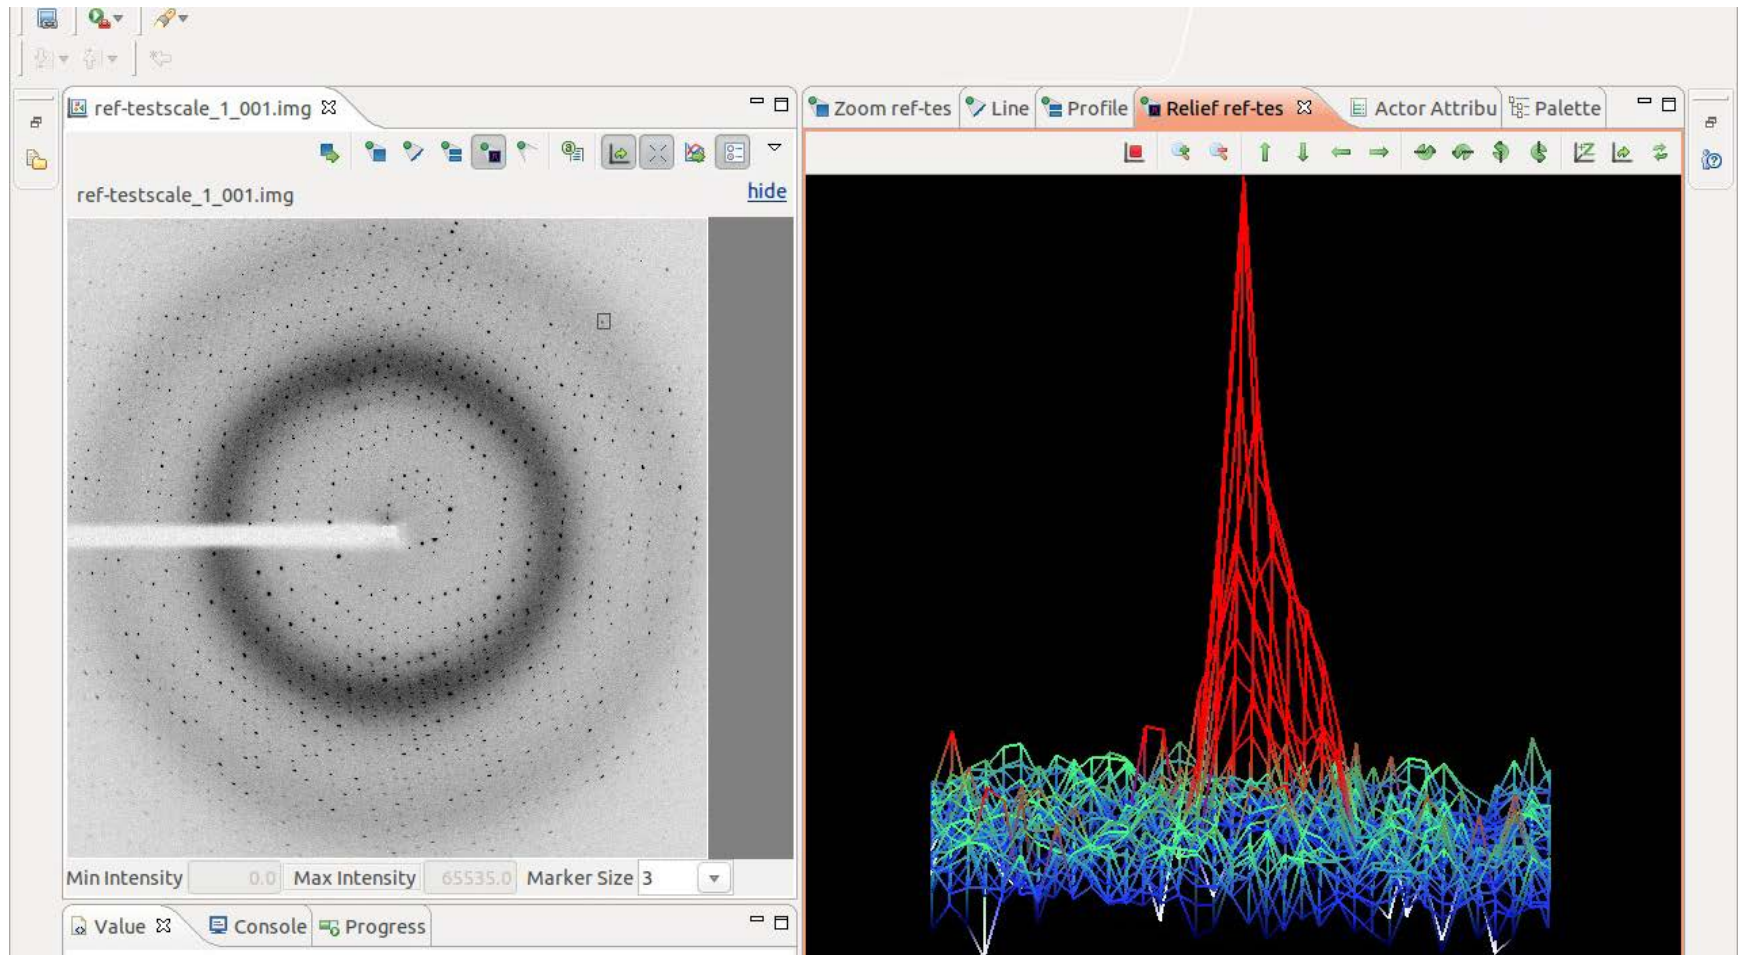 ref-testscale_1_001.img
Zoom ref-tes Line Profile Relief ref-tes Actor Attribu Palette
ref-testscale_1_001.img hide
Min Intensity 0.0 Max Intensity 65535.0 Marker Size 3
Value Console Progress